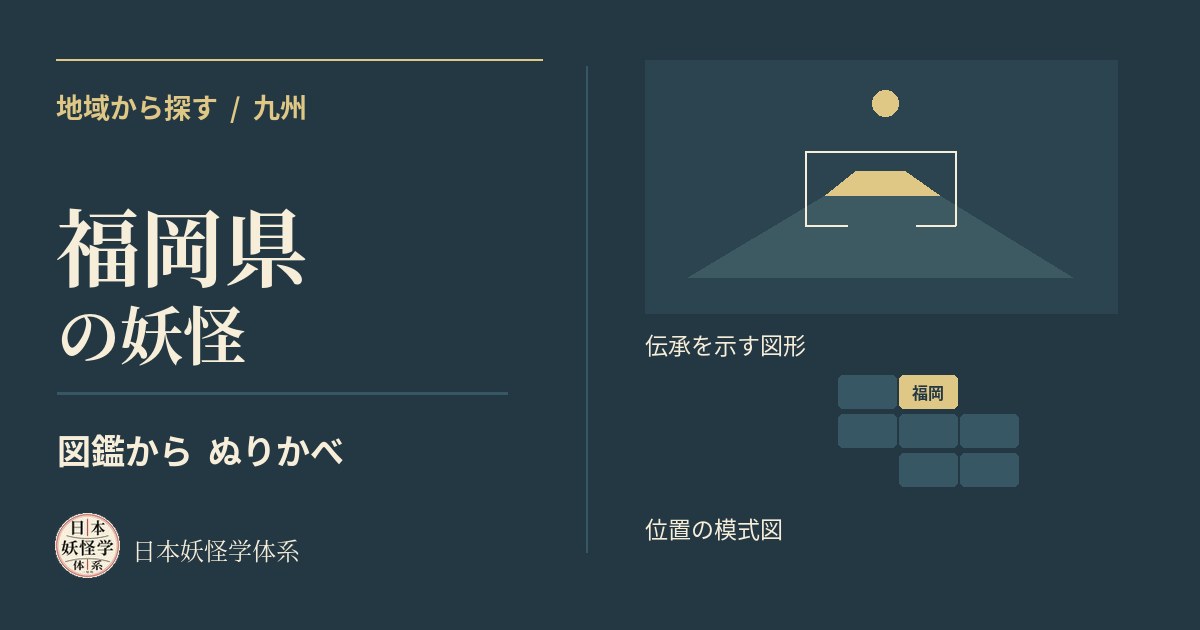 地域から探す / 九州
福岡県
の妖怪
図鑑から ぬりかべ
日本
妖怪学
体系
日本妖怪学体系
伝承を示す図形
福岡
位置の模式図